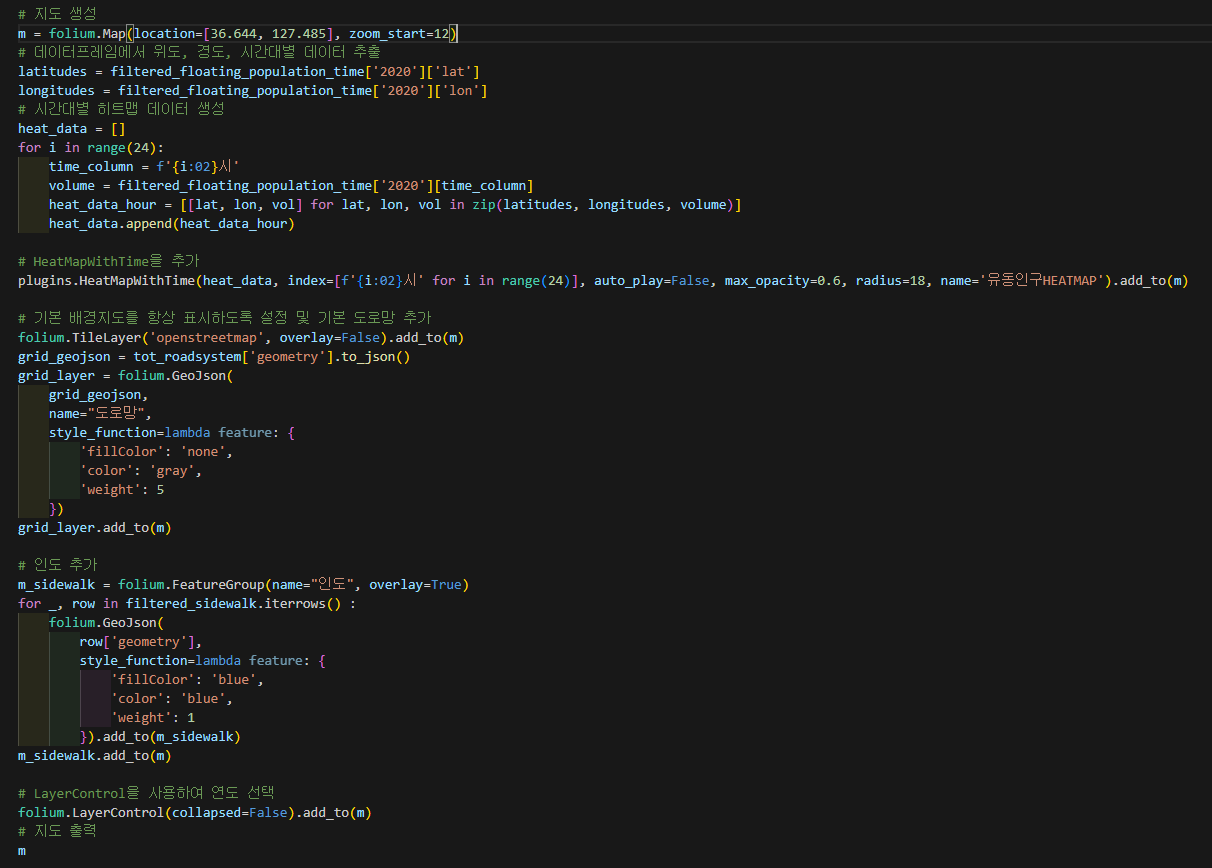 # 지도 생성
m = folium.Map(location=[36.644, 127.485], zoom_start=12)
# 데이터프레임에서 위도, 경도, 시간대별 데이터 추출
latitudes = filtered_floating_population_time['2020']['lat']
longitudes = filtered_floating_population_time['2020']['lon']
# 시간대별 히트맵 데이터 생성
heat_data = []
for i in range(24):
    time_column = f'{i:02}시'
    volume = filtered_floating_population_time['2020'][time_column]
    heat_data_hour = [[lat, lon, vol] for lat, lon, vol in zip(latitudes, longitudes, volume)]
    heat_data.append(heat_data_hour)

# HeatMapWithTime을 추가
plugins.HeatMapWithTime(heat_data, index=[f'{i:02}시' for i in range(24)], auto_play=False, max_opacity=0.6, radius=18, name='유동인구HEATMAP').add_to(m)

# 기본 배경지도를 항상 표시하도록 설정 및 기본 도로망 추가
folium.TileLayer('openstreetmap', overlay=False).add_to(m)
grid_geojson = tot_roadsystem['geometry'].to_json()
grid_layer = folium.GeoJson(
    grid_geojson,
    name="도로망",
    style_function=lambda feature: {
        'fillColor': 'none',
        'color': 'gray',
        'weight': 5
    })
grid_layer.add_to(m)

# 인도 추가
m_sidewalk = folium.FeatureGroup(name="인도", overlay=True)
for _, row in filtered_sidewalk.iterrows() :
    folium.GeoJson(
        row['geometry'],
        style_function=lambda feature: {
            'fillColor': 'blue',
            'color': 'blue',
            'weight': 1
        }).add_to(m_sidewalk)
m_sidewalk.add_to(m)

# LayerControl을 사용하여 연도 선택
folium.LayerControl(collapsed=False).add_to(m)
# 지도 출력
m